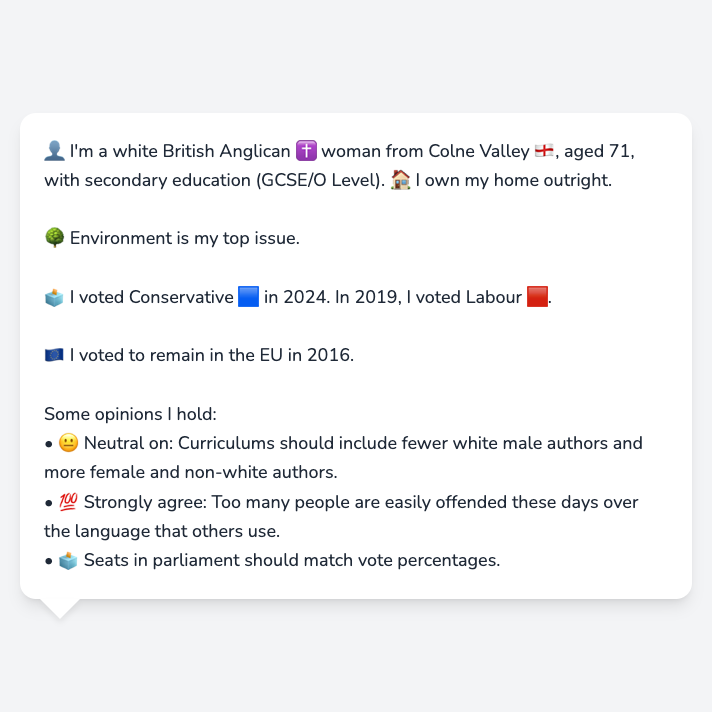 👤 I'm a white British Anglican ✝️ woman from Colne Valley 🏴󠁧󠁢󠁥󠁮󠁧󠁿, aged 71,
with secondary education (GCSE/O Level). 🏠 I own my home outright.
🌳 Environment is my top issue.
🗳️ I voted Conservative 🟦 in 2024. In 2019, I voted Labour 🟥.
🇪🇺 I voted to remain in the EU in 2016.
Some opinions I hold:
• 😐 Neutral on: Curriculums should include fewer white male authors and
more female and non-white authors.
• 💯 Strongly agree: Too many people are easily offended these days over
the language that others use.
• 🗳️ Seats in parliament should match vote percentages.